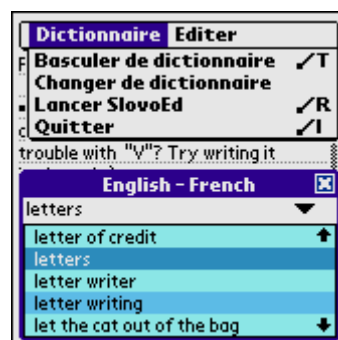 Dictionnaire Editer
Basculer de dictionnaire /T
Changer de dictionnaire
Lancer SlovoEd /R
Quitter /I
trouble with "V"? Try writing it
English - French
letters
letter of credit
letters
letter writer
letter writing
let the cat out of the bag